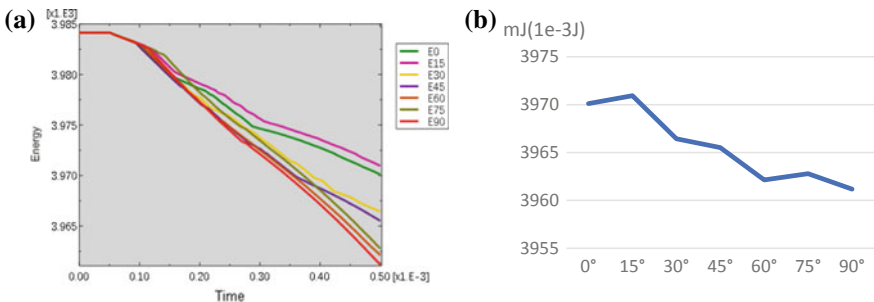 (a)
[x1.E3]
3.985
3.980
3.975
3.970
3.965
Energy
0.00 0.10 0.20 0.30 0.40 0.50 [x1.E-3]
Time
E0
E15
E30
E45
E60
E75
E90
(b)
mJ(1e-3J)
3975
3970
3965
3960
3955
0° 15° 30° 45° 60° 75° 90°